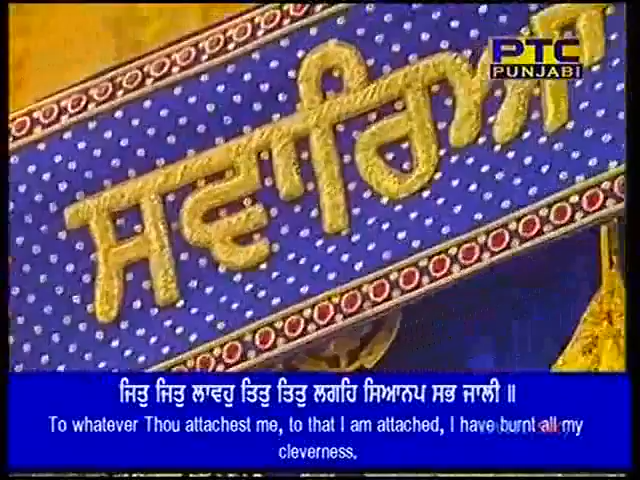 PTC
PUNJABI
ਸਵਾਰਿਆ
ਜਿਤੁ ਜਿਤੁ ਲਾਵਹੁ ਤਿਤੁ ਤਿਤੁ ਲਗਹਿ ਸਿਆਨਪ ਸਭ ਜਾਲੀ ॥
To whatever Thou attachest me, to that I am attached, I have burnt all my
cleverness.